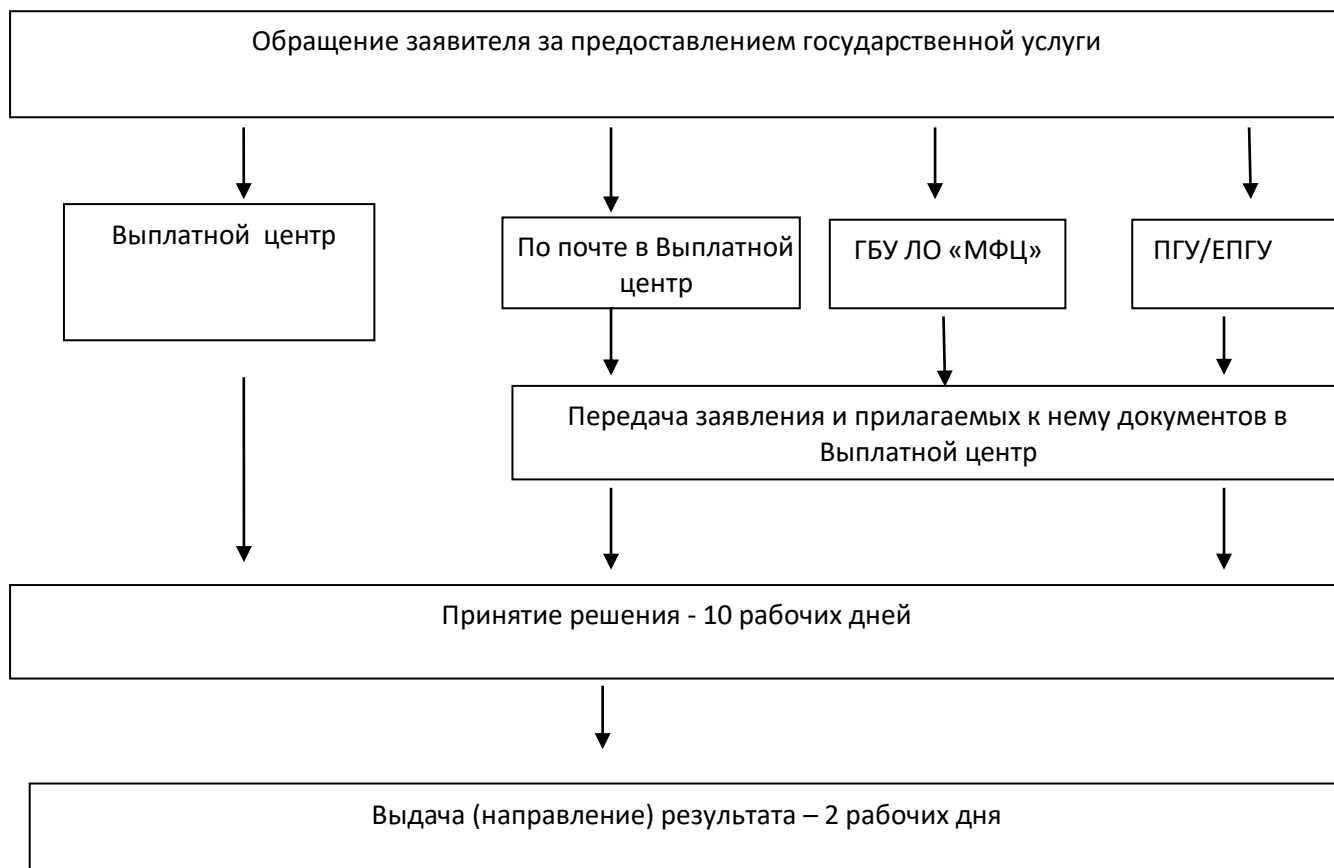 Обращение заявителя за предоставлением государственной услуги
Выплатной центр
По почте в Выплатной
центр
ГБУ ЛО «МФЦ»
ПГУ/ЕПГУ
Передача заявления и прилагаемых к нему документов в
Выплатной центр
Принятие решения - 10 рабочих дней
Выдача (направление) результата – 2 рабочих дня